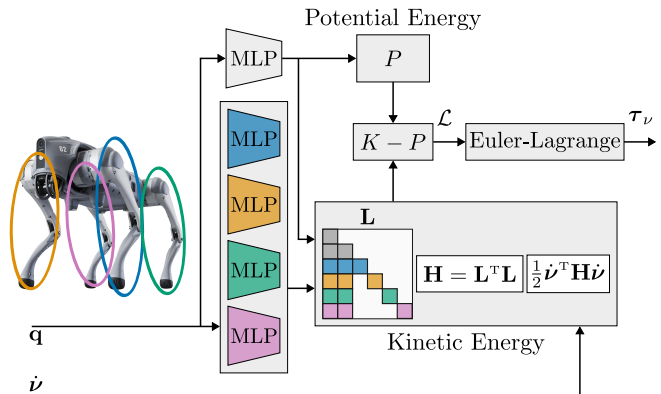 Potential Energy
MLP
P
MLP
MLP
MLP
MLP
K − P
ℒ
Euler-Lagrange
τ_ν
L
H = LᵀL
½ν̇ᵀHν̇
Kinetic Energy
q
ν̇